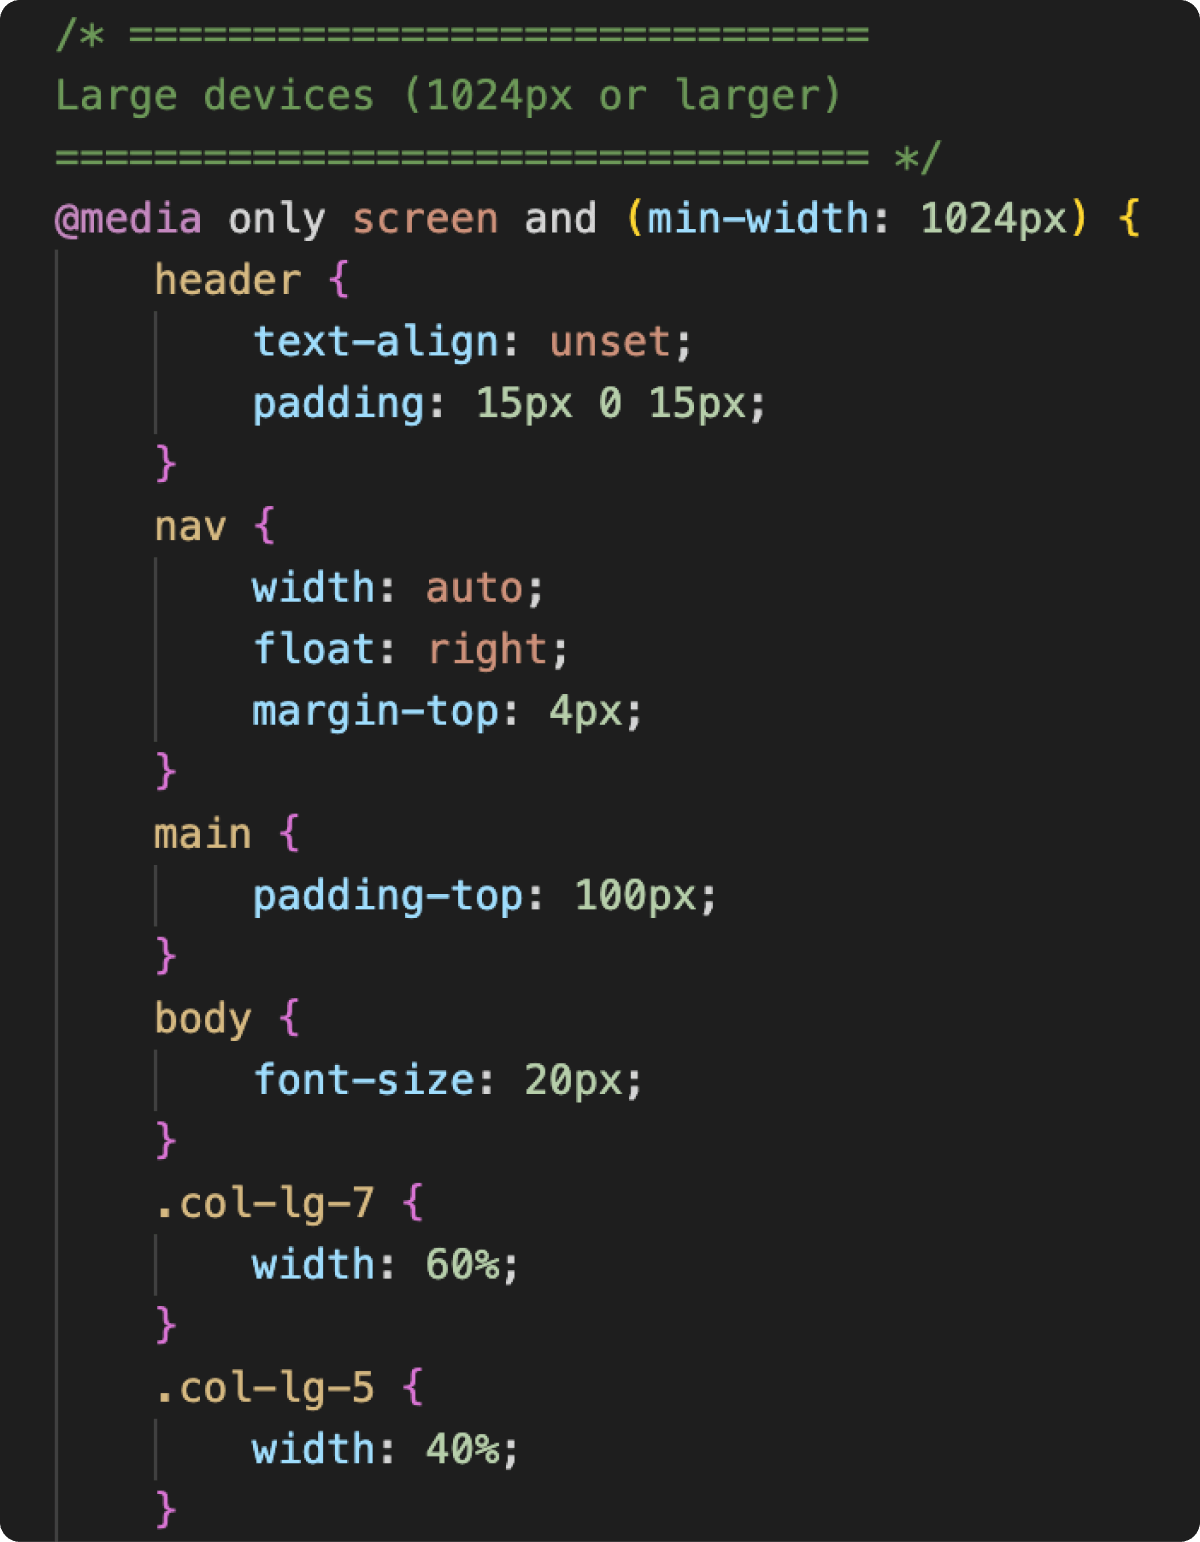 /* ==============================
Large devices (1024px or larger)
================================= */
@media only screen and (min-width: 1024px) {
    header {
        text-align: unset;
        padding: 15px 0 15px;
    }
    nav {
        width: auto;
        float: right;
        margin-top: 4px;
    }
    main {
        padding-top: 100px;
    }
    body {
        font-size: 20px;
    }
    .col-lg-7 {
        width: 60%;
    }
    .col-lg-5 {
        width: 40%;
    }